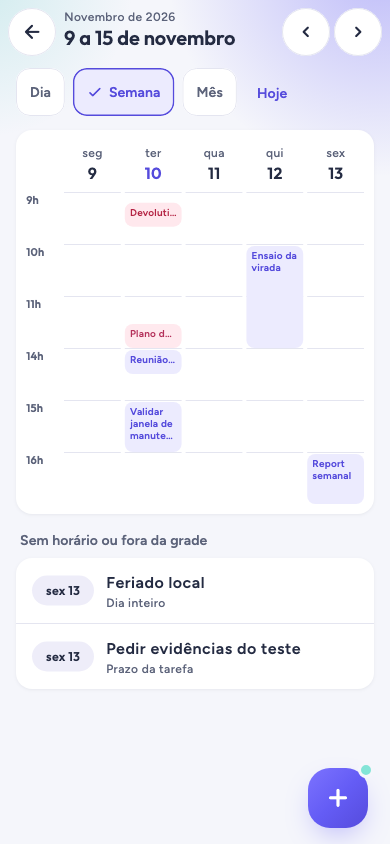 Novembro de 2026
9 a 15 de novembro
Dia
Semana
Mês
Hoje
seg
ter
qua
qui
sex
9
10
11
12
13
9h
Devoluti...
10h
Ensaio da
virada
11h
Plano d...
14h
Reunião...
15h
Validar
janela de
manute...
16h
Report
semanal
Sem horário ou fora da grade
sex 13
Feriado local
Dia inteiro
sex 13
Pedir evidências do teste
Prazo da tarefa